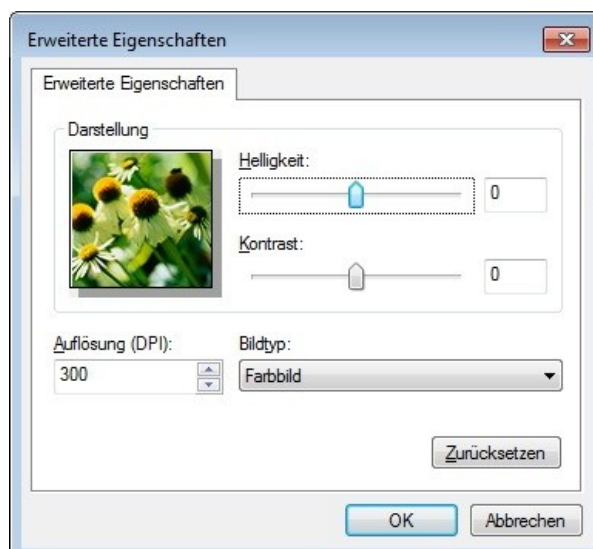 Erweiterte Eigenschaften
Erweiterte Eigenschaften
Darstellung
Helligkeit:
0
Kontrast:
0
Auflösung (DPI):
Bildtyp:
300
Farbbild
Zurücksetzen
OK
Abbrechen